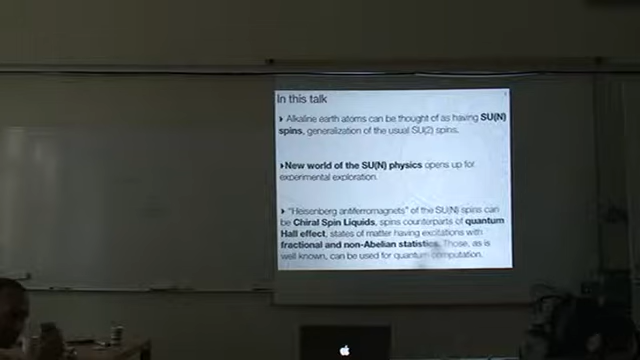 In this talk
Alkaline earth atoms can be thought of as having SU(N)
spins, generalization of the usual SU(2) spins.
New world of the SU(N) physics opens up for
experimental exploration.
"Heisenberg antiferromagnets" of the SU(N) spins can
be Chiral Spin Liquids, spins counterparts of quantum
Hall effect, states of matter having excitations with
fractional and non-Abelian statistics. Those, as is
well known, can be used for quantum computation.